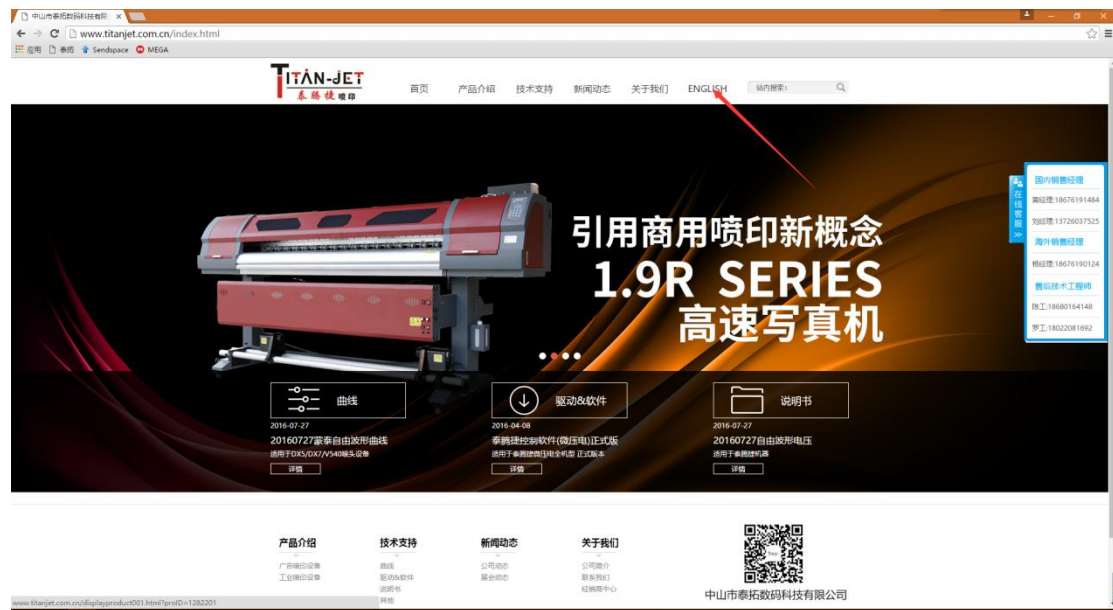 中山市泰拓数码科技有限
www.titanjet.com.cn/index.html
应用 泰拓 Sendspace MEGA
TITAN-JET
泰腾捷喷印
首页 产品介绍 技术支持 新闻动态 关于我们 ENGLISH 站内搜索:
引用商用喷印新概念
1.9R SERIES
高速写真机
在线客服
国内销售经理
黄经理:18676191484
刘经理:13726037525
海外销售经理
杨经理:18676190124
售后技术工程师
陈工:18680164148
罗工:18022081692
曲线
2016-07-27
20160727蒙泰自由波形曲线
适用于DX5/DX7/V540喷头设备
详情
驱动&软件
2016-04-08
泰腾捷控制软件(微压电)正式版
适用于泰腾捷微压电全机型 正式版本
详情
说明书
2016-07-27
20160727自由波形电压
适用于泰腾捷机器
详情
产品介绍
广告喷印设备
工业喷印设备
技术支持
曲线
驱动&软件
说明书
其他
新闻动态
公司动态
展会动态
关于我们
公司简介
联系我们
经销商中心
中山市泰拓数码科技有限公司
www.titanjet.com.cn/displayproduct001.html?proID=1282201